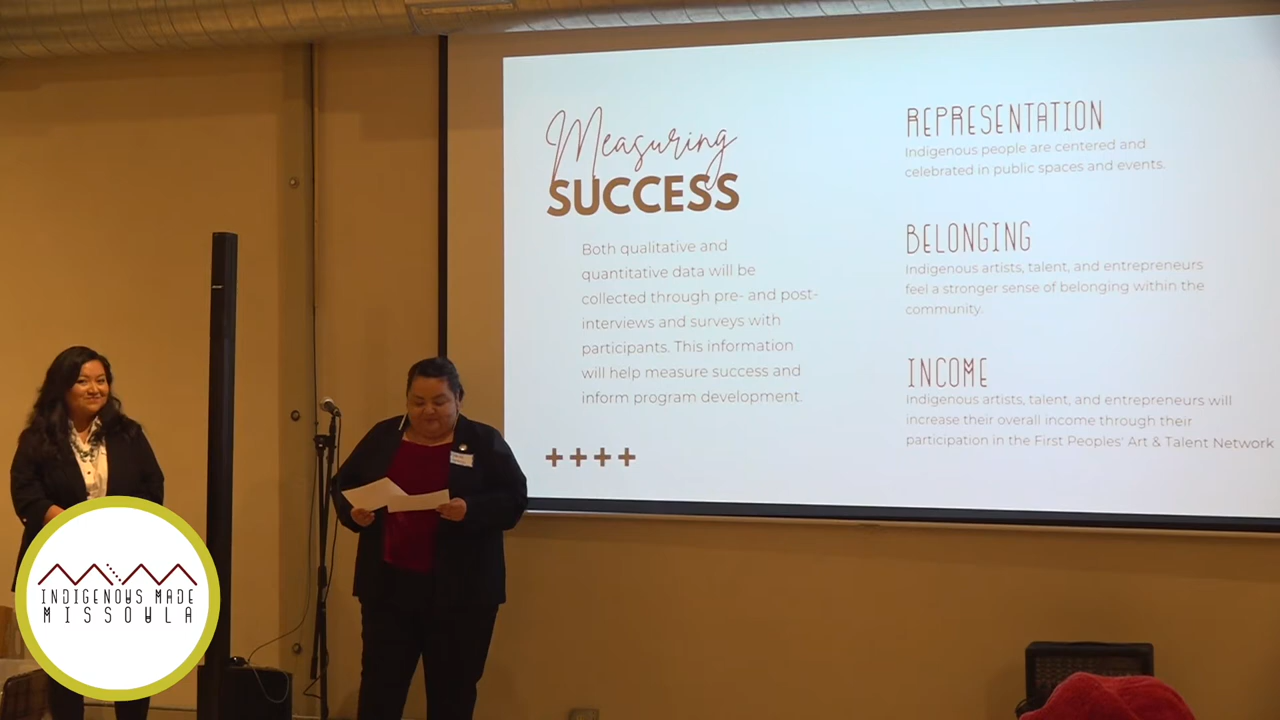 Measuring
SUCCESS
Both qualitative and
quantitative data will be
collected through pre- and post-
interviews and surveys with
participants. This information
will help measure success and
inform program development.
REPRESENTATION
Indigenous people are centered and
celebrated in public spaces and events.
BELONGING
Indigenous artists, talent, and entrepreneurs
feel a stronger sense of belonging within the
community.
INCOME
Indigenous artists, talent, and entrepreneurs will
increase their overall income through their
participation in the First Peoples' Art & Talent Network
INDIGENOUS MADE
MISSOULA